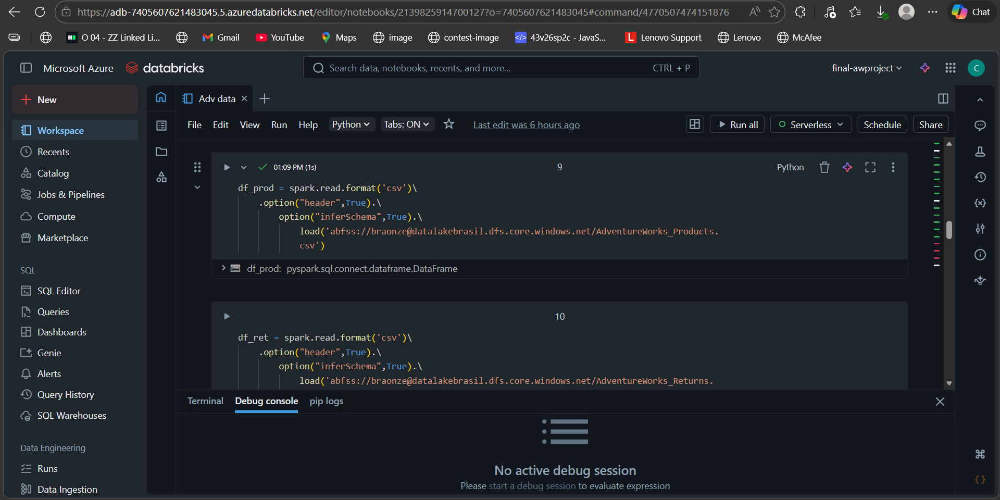 https://adb-7405607621483045.5.azuredatabricks.net/editor/notebooks/2139825914700127?o=7405607621483045#command/4770507474151876
Chat
O 04 - ZZ Linked Li...
Gmail
YouTube
Maps
image
contest-image
43v26sp2c - JavaS...
Lenovo Support
Lenovo
McAfee
Microsoft Azure
databricks
Search data, notebooks, recents, and more...
CTRL + P
final-awproject
C
New
Workspace
Recents
Catalog
Jobs & Pipelines
Compute
Marketplace
SQL
SQL Editor
Queries
Dashboards
Genie
Alerts
Query History
SQL Warehouses
Data Engineering
Runs
Data Ingestion
Adv data
File Edit View Run Help Python Tabs: ON Last edit was 6 hours ago
Run all
Serverless
Schedule
Share
01:09 PM (1s)
9
Python
df_prod = spark.read.format('csv')\
.option("header",True).\
option("inferSchema",True).\
load('abfss://braonze@datalakebrasil.dfs.core.windows.net/AdventureWorks_Products.
csv')
df_prod: pyspark.sql.connect.dataframe.DataFrame
10
df_ret = spark.read.format('csv')\
.option("header",True).\
option("inferSchema",True).\
load('abfss://braonze@datalakebrasil.dfs.core.windows.net/AdventureWorks_Returns.
Terminal Debug console pip logs
No active debug session
Please start a debug session to evaluate expression